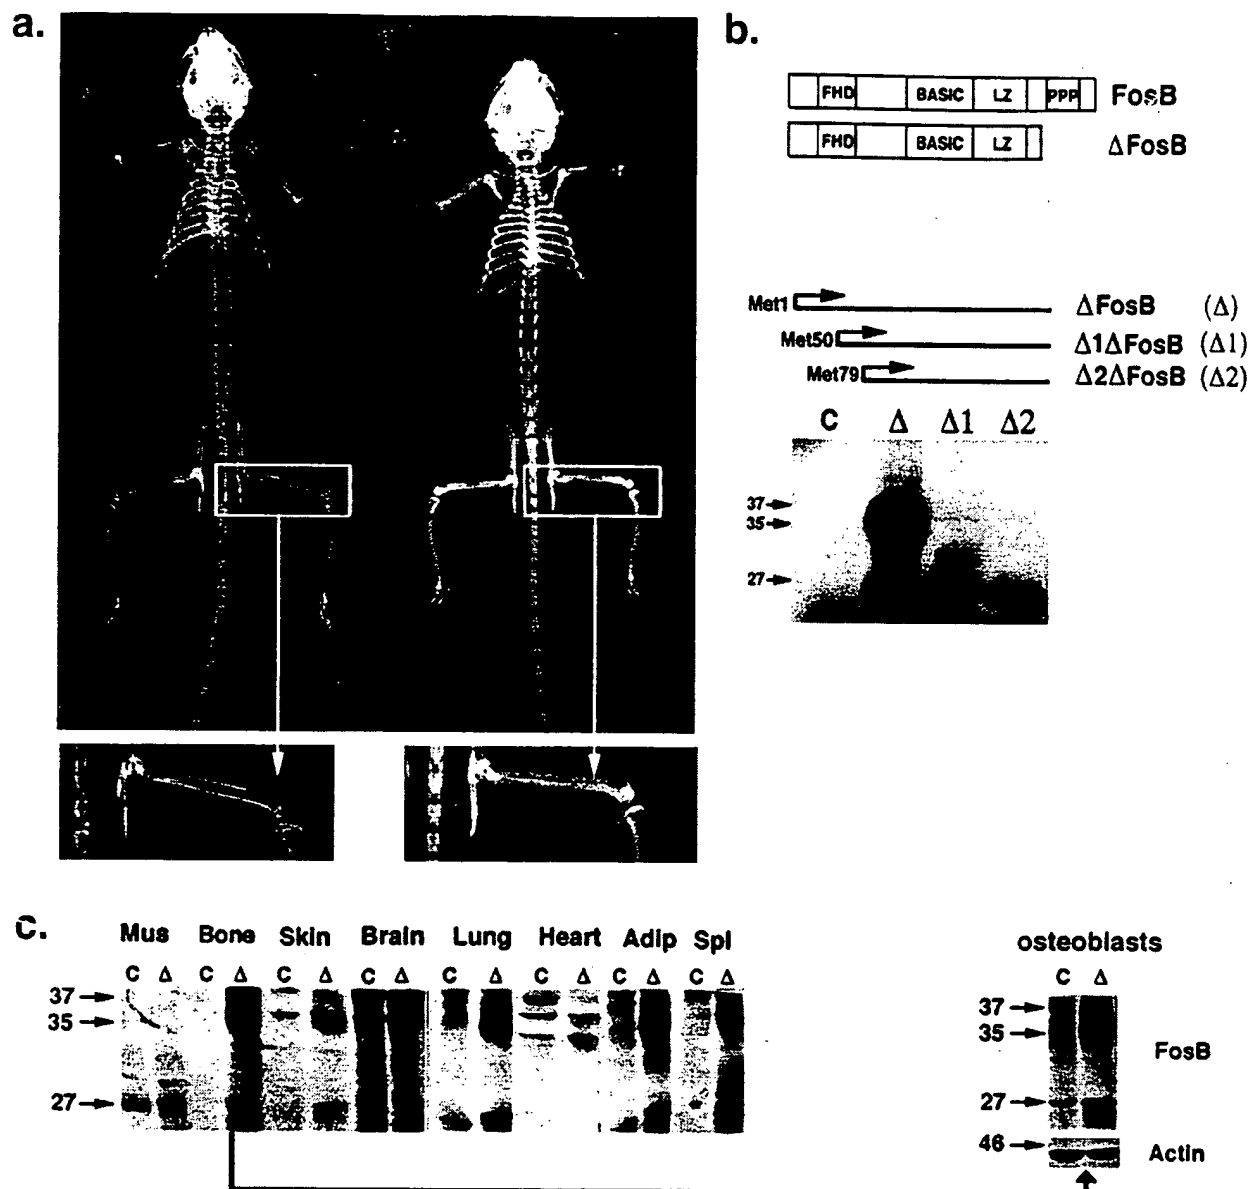 a.
b.
FHD BASIC LZ PPP FosB
FHD BASIC LZ ΔFosB
Met1 ΔFosB (Δ)
Met50 Δ1ΔFosB (Δ1)
Met79 Δ2ΔFosB (Δ2)
C Δ Δ1 Δ2
37
35
27
c.
Mus Bone Skin Brain Lung Heart Adip Spl
C Δ C Δ C Δ C Δ C Δ C Δ C Δ C Δ
37
35
27
osteoblasts
C Δ
37
35
FosB
27
46
Actin